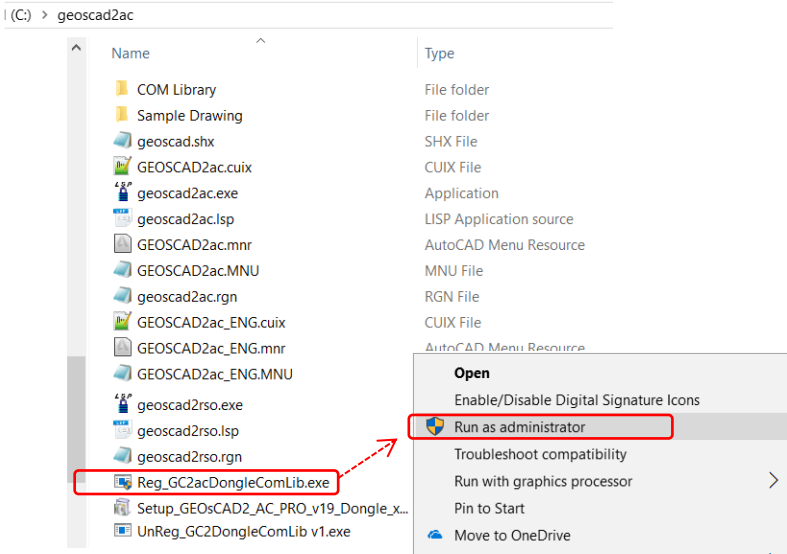 (C:) > geoscad2ac
Name Type
COM Library File folder
Sample Drawing File folder
geoscad.shx SHX File
GEOSCAD2ac.cuix CUIX File
geoscad2ac.exe Application
geoscad2ac.lsp LISP Application source
GEOSCAD2ac.mnr AutoCAD Menu Resource
GEOSCAD2ac.MNU MNU File
geoscad2ac.rgn RGN File
GEOSCAD2ac_ENG.cuix CUIX File
GEOSCAD2ac_ENG.mnr AutoCAD Menu Resource
GEOSCAD2ac_ENG.MNU
Open
Enable/Disable Digital Signature Icons
geoscad2rso.exe
geoscad2rso.lsp Run as administrator
geoscad2rso.rgn Troubleshoot compatibility
Reg_GC2acDongleComLib.exe Run with graphics processor
Setup_GEOsCAD2_AC_PRO_v19_Dongle_x... Pin to Start
UnReg_GC2DongleComLib v1.exe Move to OneDrive